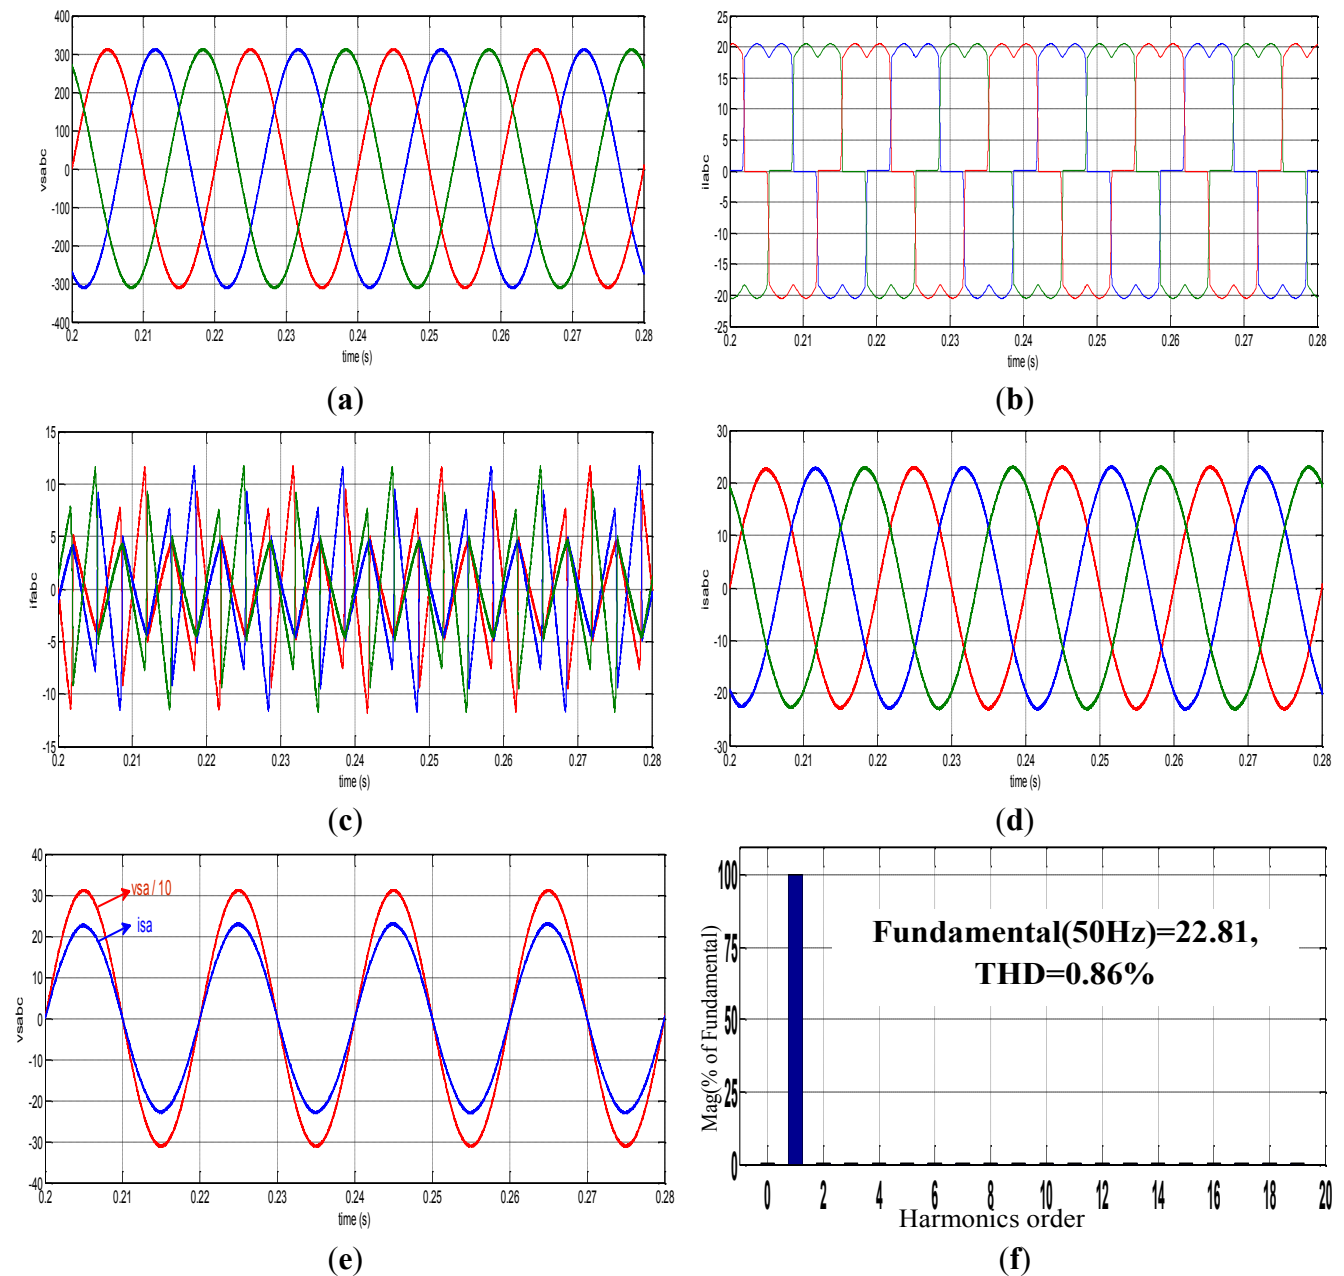 400
300
200
100
0
-100
-200
-300
-400
vsabc
0.2 0.21 0.22 0.23 0.24 0.25 0.26 0.27 0.28
time (s)
(a)
25
20
15
10
5
0
-5
-10
-15
-20
-25
ilabc
0.2 0.21 0.22 0.23 0.24 0.25 0.26 0.27 0.28
time (s)
(b)
15
10
5
0
-5
-10
-15
ifabc
0.2 0.21 0.22 0.23 0.24 0.25 0.26 0.27 0.28
time (s)
(c)
30
20
10
0
-10
-20
-30
isabc
0.2 0.21 0.22 0.23 0.24 0.25 0.26 0.27 0.28
time (s)
(d)
40
30
20
10
0
-10
-20
-30
-40
vsabc
vsa / 10
isa
0.2 0.21 0.22 0.23 0.24 0.25 0.26 0.27 0.28
time (s)
(e)
100
75
50
25
0
Mag(% of Fundamental)
Fundamental(50Hz)=22.81,
THD=0.86%
0 2 4 6 8 10 12 14 16 18 20
Harmonics order
(f)